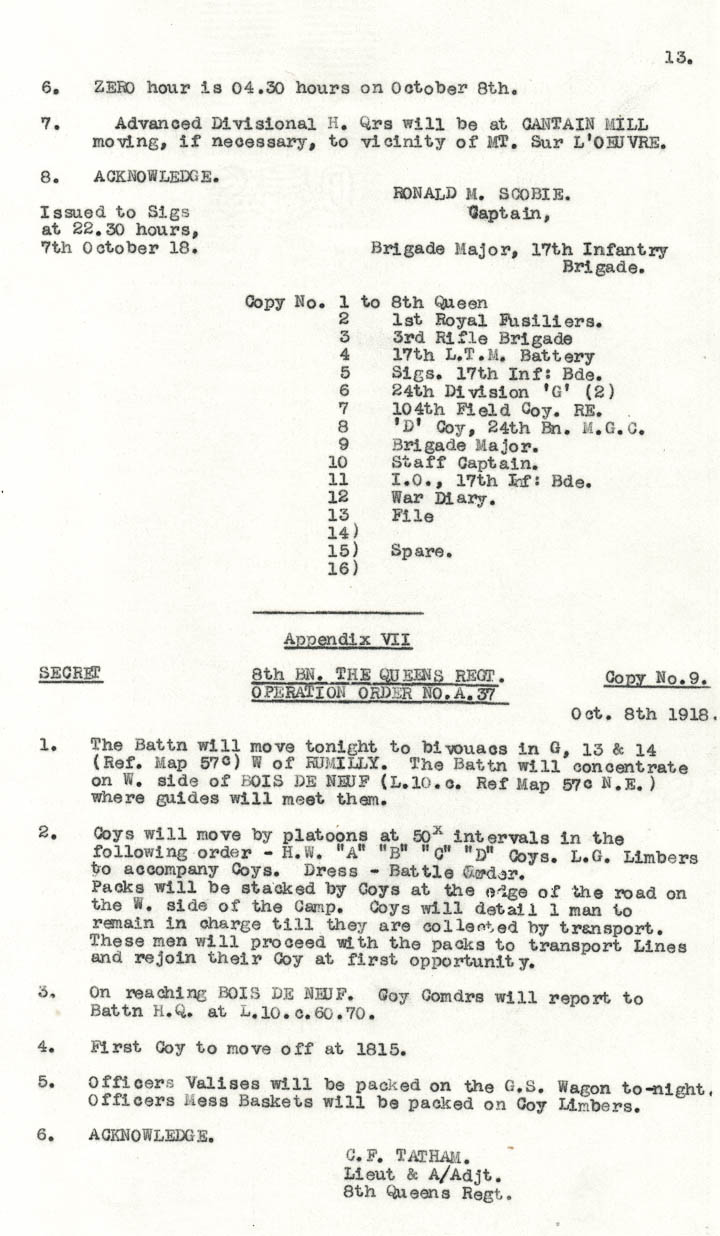 13.
6. ZERO hour is 04.30 hours on October 8th.
7. Advanced Divisional H. Qrs will be at CANTAIN MILL
moving, if necessary, to vicinity of MT. Sur L'OEUVRE.
8. ACKNOWLEDGE.
RONALD M. SCOBIE.
Captain,
Issued to Sigs
at 22.30 hours,
7th October 18.
Brigade Major, 17th Infantry
Brigade.
Copy No. 1 to 8th Queen
2 1st Royal Fusiliers.
3 3rd Rifle Brigade
4 17th L.T.M. Battery
5 Sigs. 17th Inf: Bde.
6 24th Division 'G' (2)
7 104th Field Coy. RE.
8 'D' Coy, 24th Bn. M.G.C.
9 Brigade Major.
10 Staff Captain.
11 I.O., 17th Inf: Bde.
12 War Diary.
13 File
14)
15) Spare.
16)
Appendix VII
SECRET 8th BN. THE QUEENS REGT. Copy No.9.
OPERATION ORDER NO.A.37
Oct. 8th 1918.
1. The Battn will move tonight to bivouacs in G, 13 & 14
(Ref. Map 57c) W of RUMILLY. The Battn will concentrate
on W. side of BOIS DE NEUF (L.10.c. Ref Map 57c N.E.)
where guides will meet them.
2. Coys will move by platoons at 50x intervals in the
following order - H.W. "A" "B" "C" "D" Coys. L.G. Limbers
to accompany Coys. Dress - Battle Order.
Packs will be stacked by Coys at the edge of the road on
the W. side of the Camp. Coys will detail 1 man to
remain in charge till they are collected by transport.
These men will proceed with the packs to transport Lines
and rejoin their Coy at first opportunity.
3. On reaching BOIS DE NEUF. Coy Comdrs will report to
Battn H.Q. at L.10.c.60.70.
4. First Coy to move off at 1815.
5. Officers Valises will be packed on the G.S. Wagon to-night.
Officers Mess Baskets will be packed on Coy Limbers.
6. ACKNOWLEDGE.
C.F. TATHAM.
Lieut & A/Adjt.
8th Queens Regt.